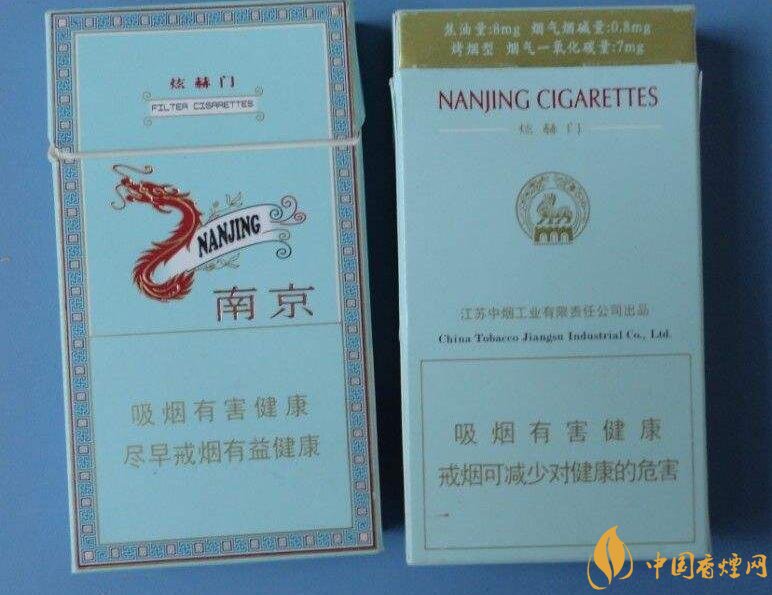 炫赫门
FILTER CIGARETTES
NANJING
南京
吸烟有害健康
尽早戒烟有益健康
焦油量:8mg 烟气烟碱量:0.8mg
烤烟型 烟气一氧化碳量:7mg
NANJING CIGARETTES
炫赫门
江苏中烟工业有限责任公司出品
China Tobacco Jiangsu Industrial Co., Ltd.
吸烟有害健康
戒烟可减少对健康的危害
中国香煙网